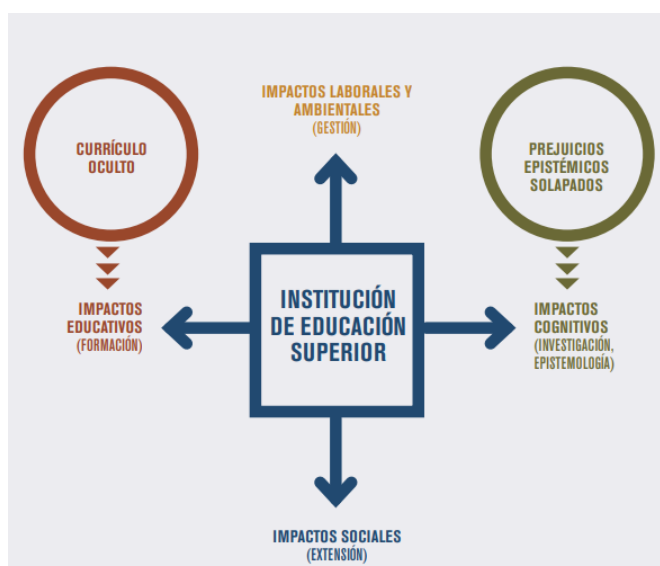 IMPACTOS LABORALES Y
AMBIENTALES
(GESTIÓN)
CURRÍCULO
OCULTO
PREJUICIOS
EPISTÉMICOS
SOLAPADOS
IMPACTOS
EDUCATIVOS
(FORMACIÓN)
INSTITUCIÓN
DE EDUCACIÓN
SUPERIOR
IMPACTOS
COGNITIVOS
(INVESTIGACIÓN,
EPISTEMOLOGÍA)
IMPACTOS SOCIALES
(EXTENSIÓN)